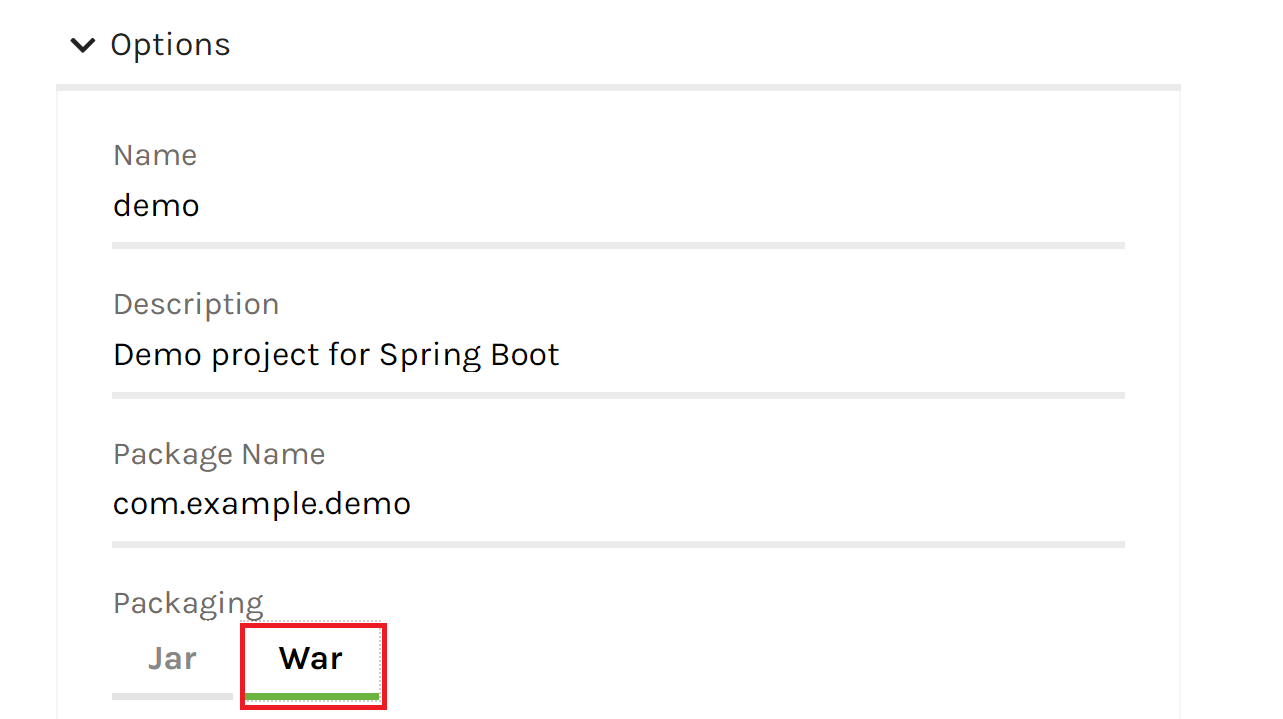 Options
Name
demo
Description
Demo project for Spring Boot
Package Name
com.example.demo
Packaging
Jar War